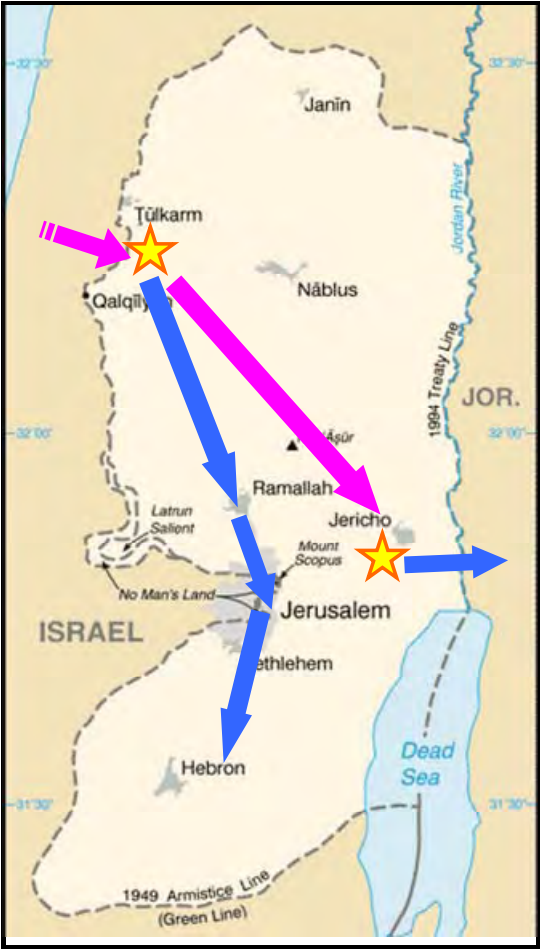 32°30'
32°30'
Janīn
Jordan River
Ṭūlkarm
Qalqīly
Nāblus
1994 Treaty Line
JOR.
32°00'
32°00'
Āşūr
Ramallah
Latrun
Salient
Jericho
Mount
Scopus
No Man's Land
Jerusalem
ISRAEL
ethlehem
Dead
Sea
Hebron
31°30'
31°30'
1949 Armistice Line
(Green Line)